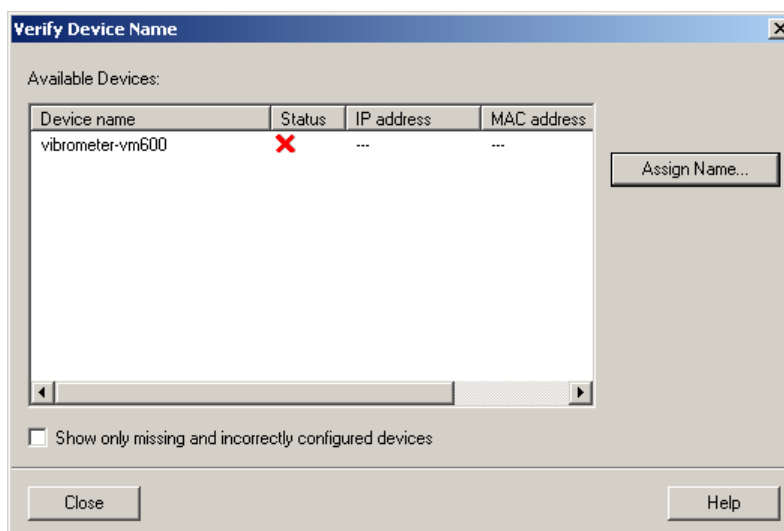 Verify Device Name
Available Devices:
Device name Status IP address MAC address
vibrometer-vm600 --- ---
Assign Name...
Show only missing and incorrectly configured devices
Close Help